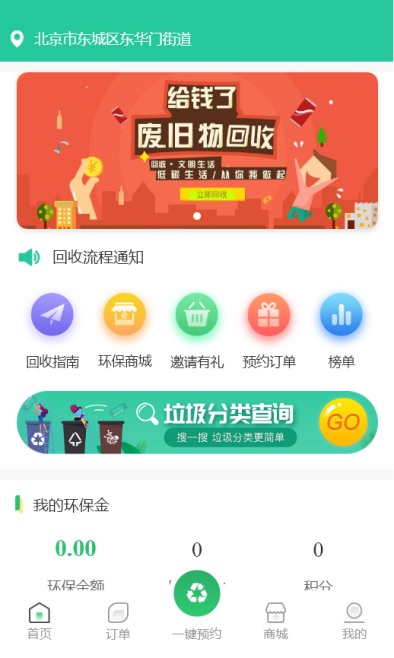 北京市东城区东华门街道
给钱了
废旧物回收
回收·文明生活
低碳生活/从你我做起
立即回收
回收流程通知
回收指南 环保商城 邀请有礼 预约订单 榜单
垃圾分类查询
搜一搜 垃圾分类更简单
GO
我的环保金
0.00 0 0
环保金额 积分
首页 订单 一键预约 商城 我的